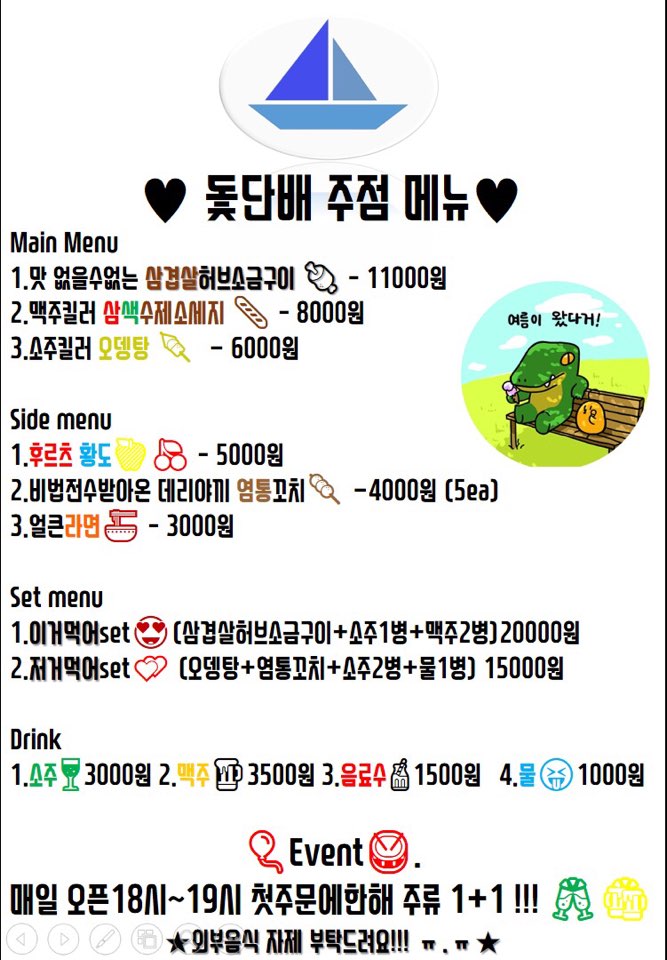 ♥ 돛단배 주점 메뉴 ♥
Main Menu
1.맛 없을수없는 삼겹살허브소금구이 - 11000원
2.맥주킬러 삼색수제소세지 - 8000원
3.소주킬러 오뎅탕 - 6000원
여름이 왔다거!
Side menu
1.후르츠 황도 - 5000원
2.비법전수받아온 데리야끼 염통꼬치 -4000원 (5ea)
3.얼큰라면 - 3000원
Set menu
1.이거먹어set (삼겹살허브소금구이+소주1병+맥주2병)20000원
2.저거먹어set (오뎅탕+염통꼬치+소주2병+물1병) 15000원
Drink
1.소주 3000원 2.맥주 3500원 3.음료수 1500원 4.물 1000원
Event .
매일 오픈18시~19시 첫주문에한해 주류 1+1 !!!
★외부음식 자제 부탁드려요!!! ㅠ.ㅠ★